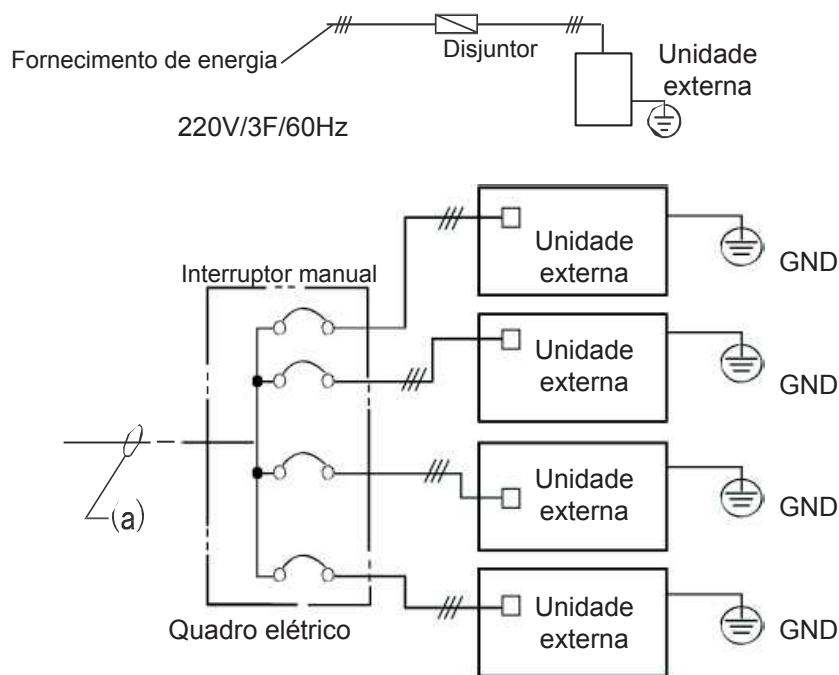 Fornecimento de energia
Disjuntor
Unidade
externa
220V/3F/60Hz
Interruptor manual
Unidade
externa
GND
Unidade
externa
GND
(a)
Unidade
externa
GND
Quadro elétrico
Unidade
externa
GND